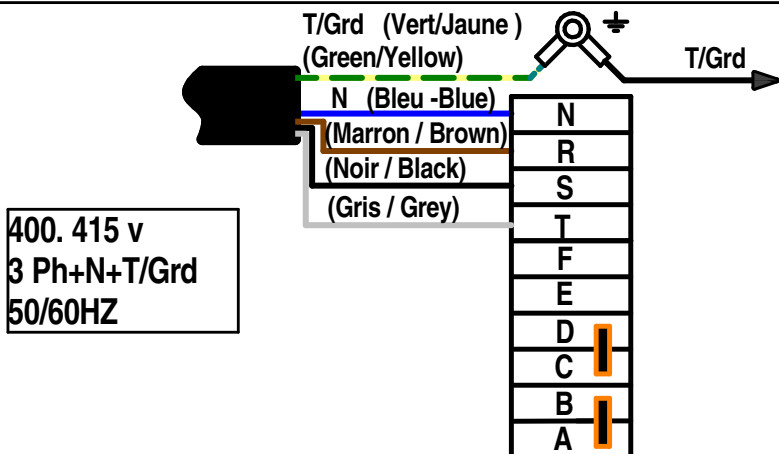 T/Grd (Vert/Jaune )
(Green/Yellow)
T/Grd
N (Bleu -Blue)
(Marron / Brown)
(Noir / Black)
(Gris / Grey)
400. 415 v
3 Ph+N+T/Grd
50/60HZ
N
R
S
T
F
E
D
C
B
A